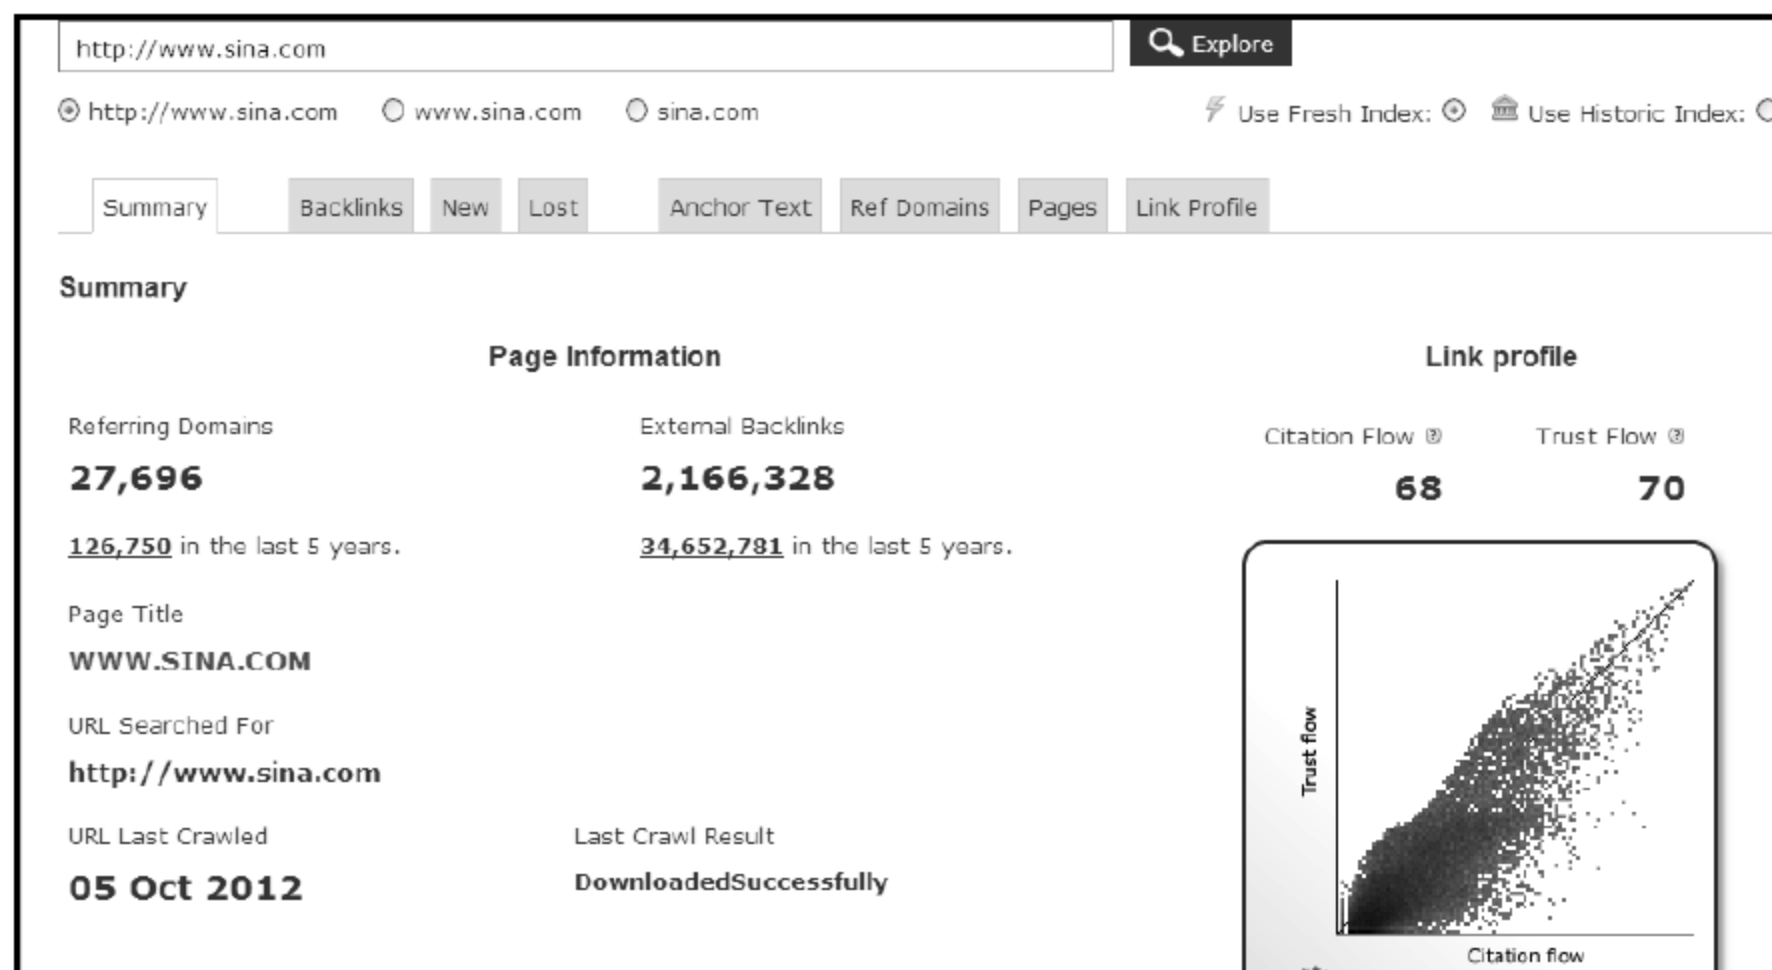 http://www.sina.com
Explore
http://www.sina.com www.sina.com sina.com Use Fresh Index: Use Historic Index:
Summary Backlinks New Lost Anchor Text Ref Domains Pages Link Profile
Summary
Page Information Link profile
Referring Domains External Backlinks Citation Flow ? Trust Flow ?
27,696 2,166,328 68 70
126,750 in the last 5 years. 34,652,781 in the last 5 years.
Page Title
WWW.SINA.COM
URL Searched For
http://www.sina.com
Trust flow
URL Last Crawled Last Crawl Result
05 Oct 2012 DownloadedSuccessfully
Citation flow